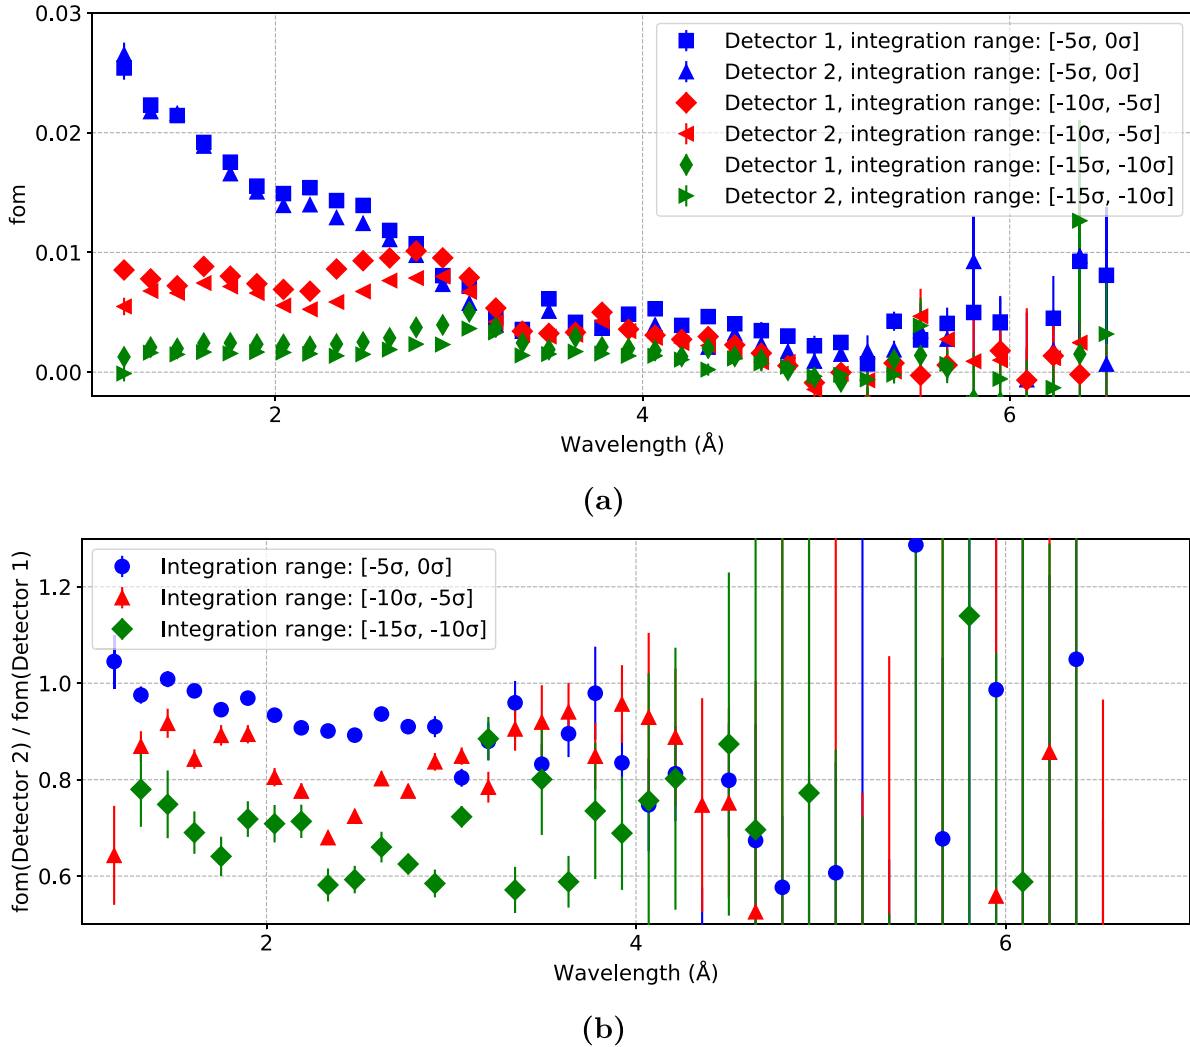 0.03
0.02
0.01
0.00
fom
Detector 1, integration range: [-5σ, 0σ]
Detector 2, integration range: [-5σ, 0σ]
Detector 1, integration range: [-10σ, -5σ]
Detector 2, integration range: [-10σ, -5σ]
Detector 1, integration range: [-15σ, -10σ]
Detector 2, integration range: [-15σ, -10σ]
2 4 6
Wavelength (Å)
(a)
1.2
1.0
0.8
0.6
fom(Detector 2) / fom(Detector 1)
Integration range: [-5σ, 0σ]
Integration range: [-10σ, -5σ]
Integration range: [-15σ, -10σ]
2 4 6
Wavelength (Å)
(b)